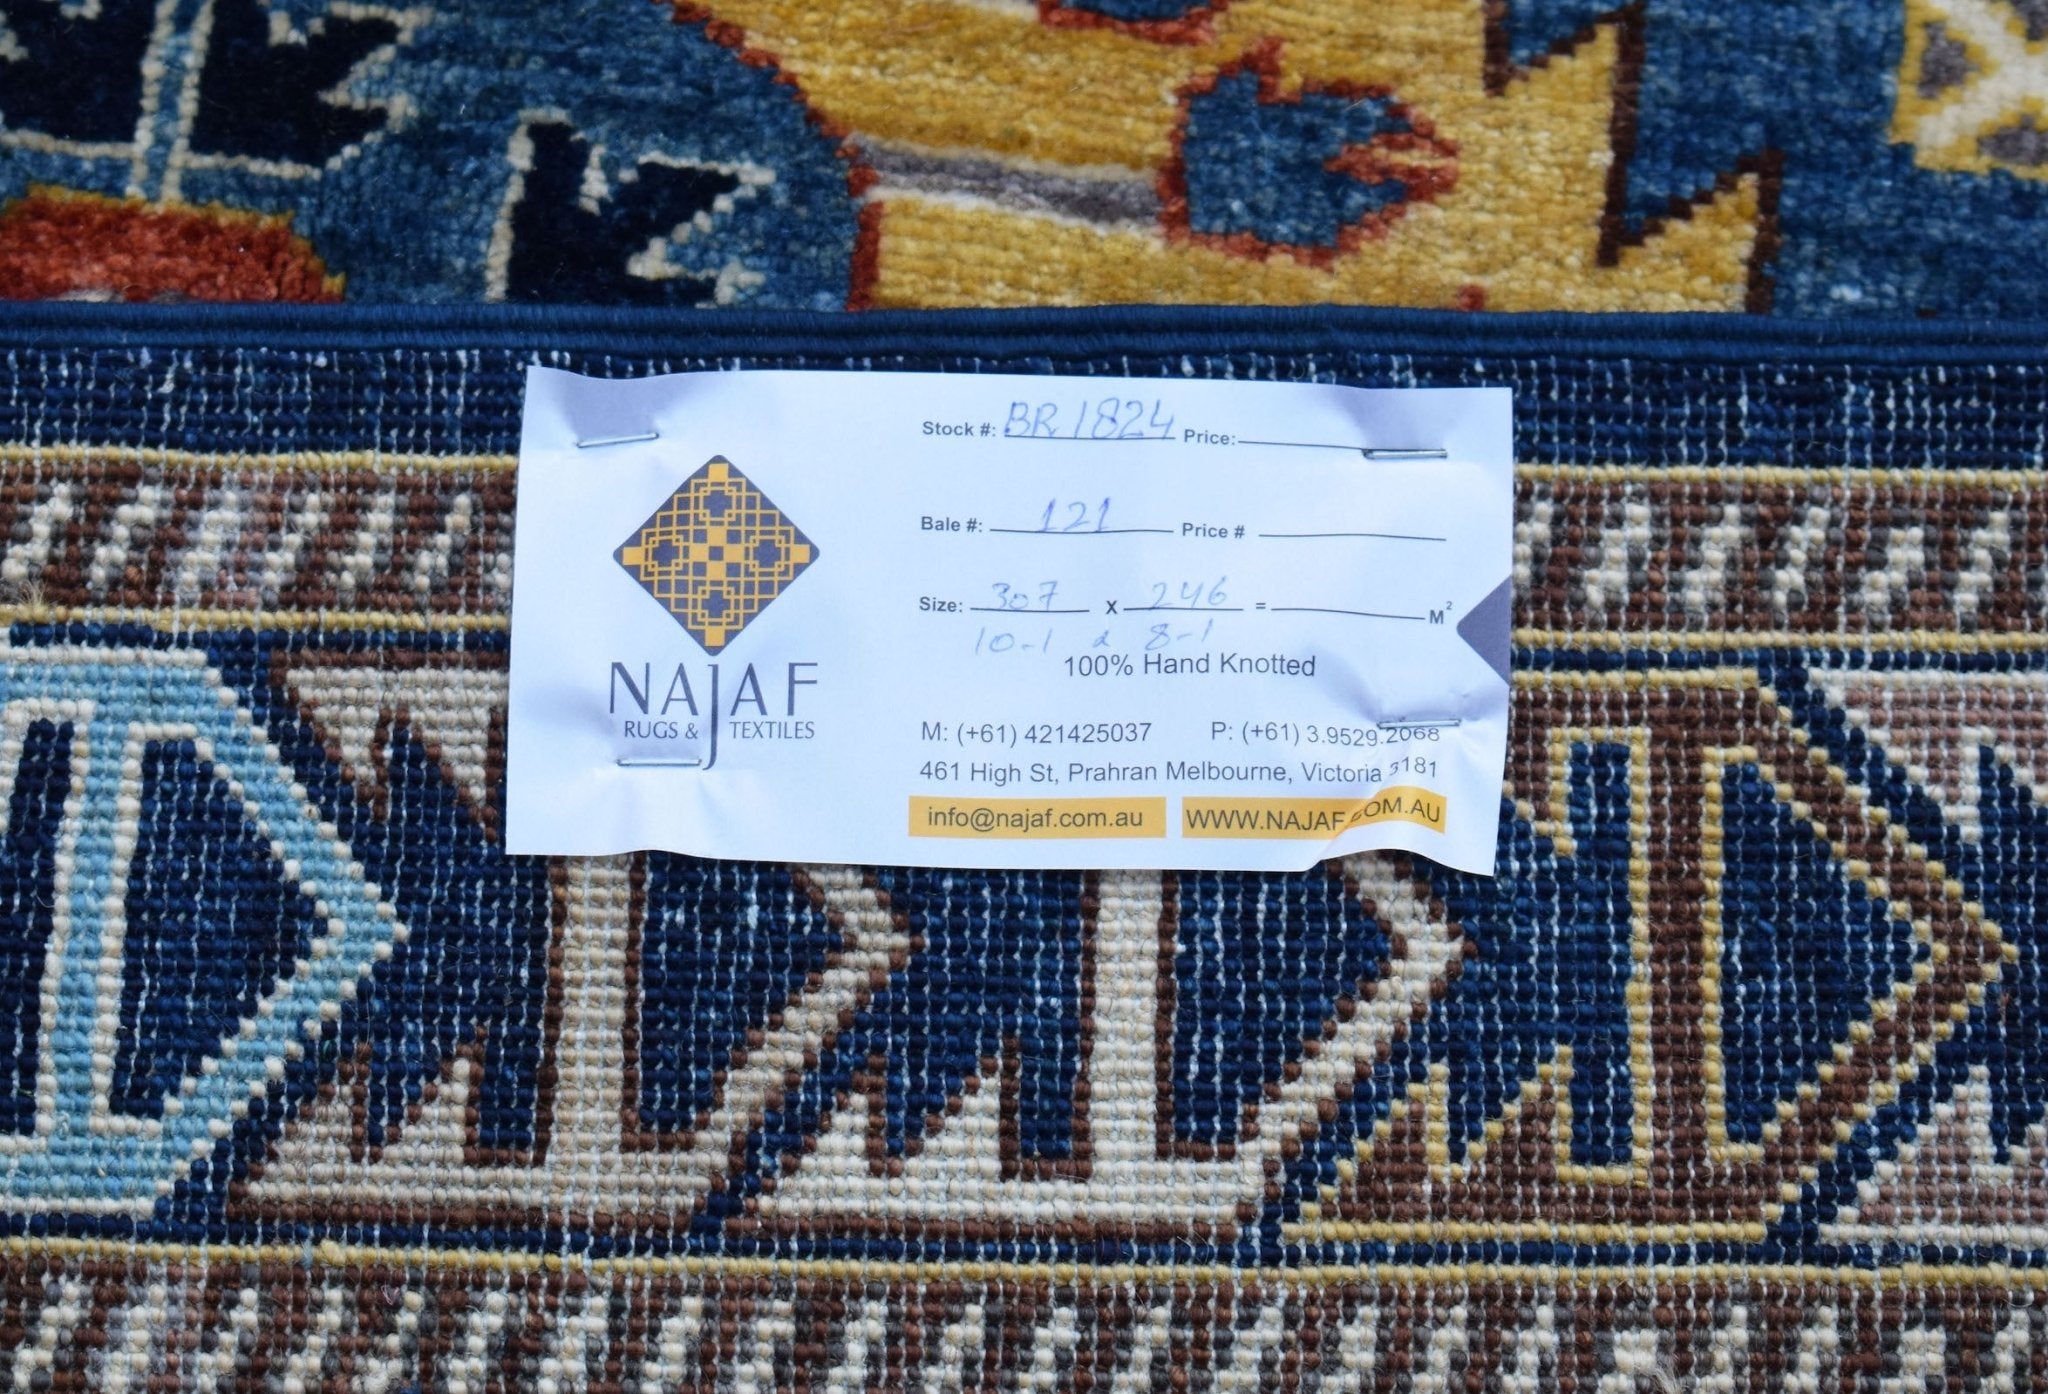 Stock #: BR1824 Price:
Bale #: 121 Price #
Size: 307 X 246 = M²
10-1 x 8-1
100% Hand Knotted
NAJAF
RUGS & TEXTILES
M: (+61) 421425037 P: (+61) 3.9529.2068
461 High St, Prahran Melbourne, Victoria 3181
info@najaf.com.au WWW.NAJAF.COM.AU